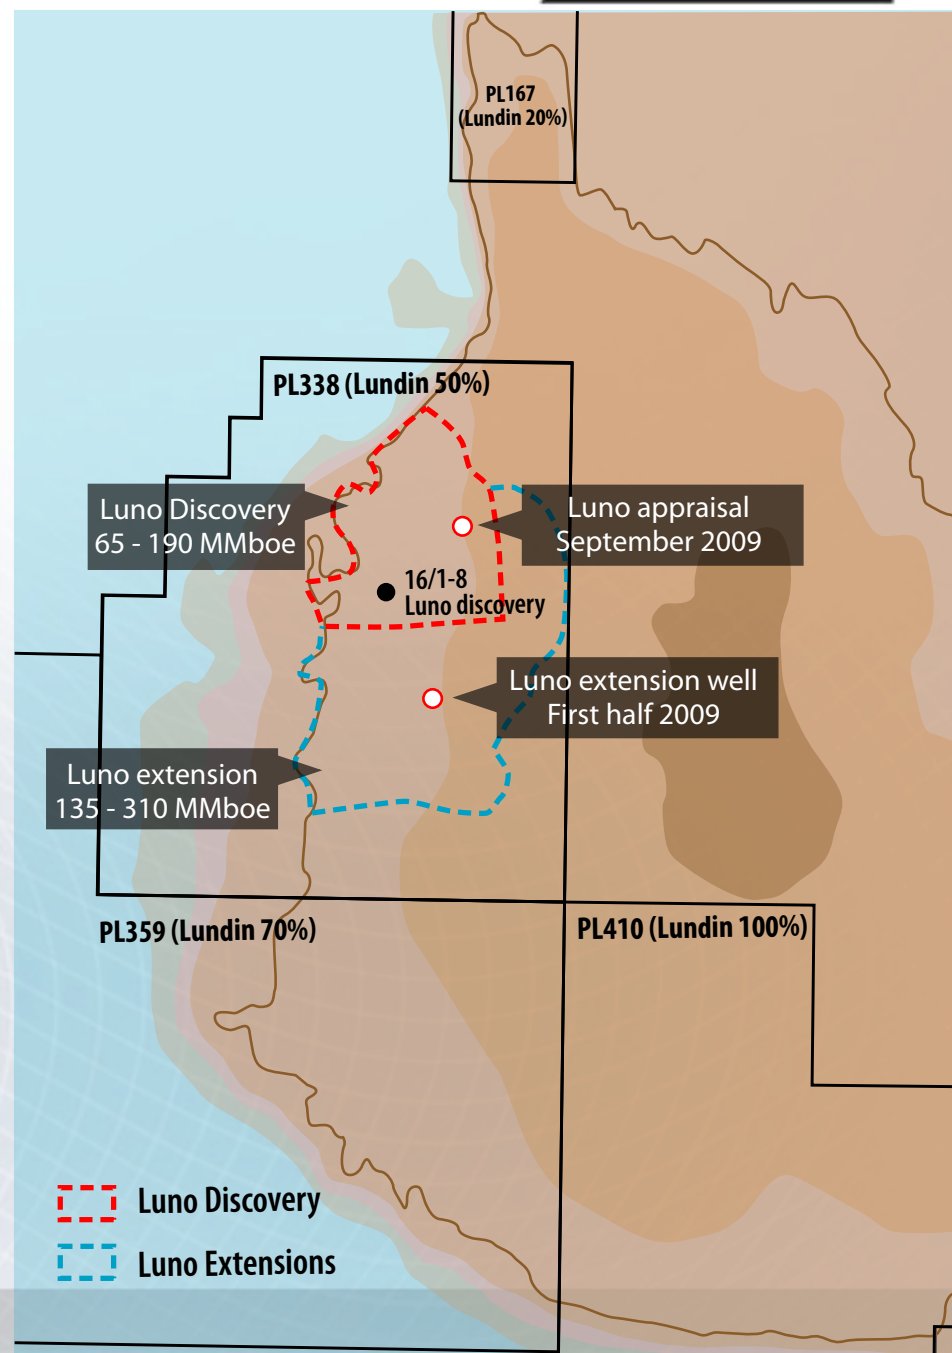 PL167
(Lundin 20%)
PL338 (Lundin 50%)
Luno Discovery
65 - 190 MMboe
Luno appraisal
September 2009
16/1-8
Luno discovery
Luno extension well
First half 2009
Luno extension
135 - 310 MMboe
PL359 (Lundin 70%)
PL410 (Lundin 100%)
Luno Discovery
Luno Extensions